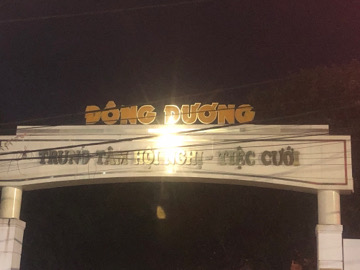 ĐÔNG DƯƠNG
TRUNG TÂM HỘI NGHỊ - TIỆC CƯỚI